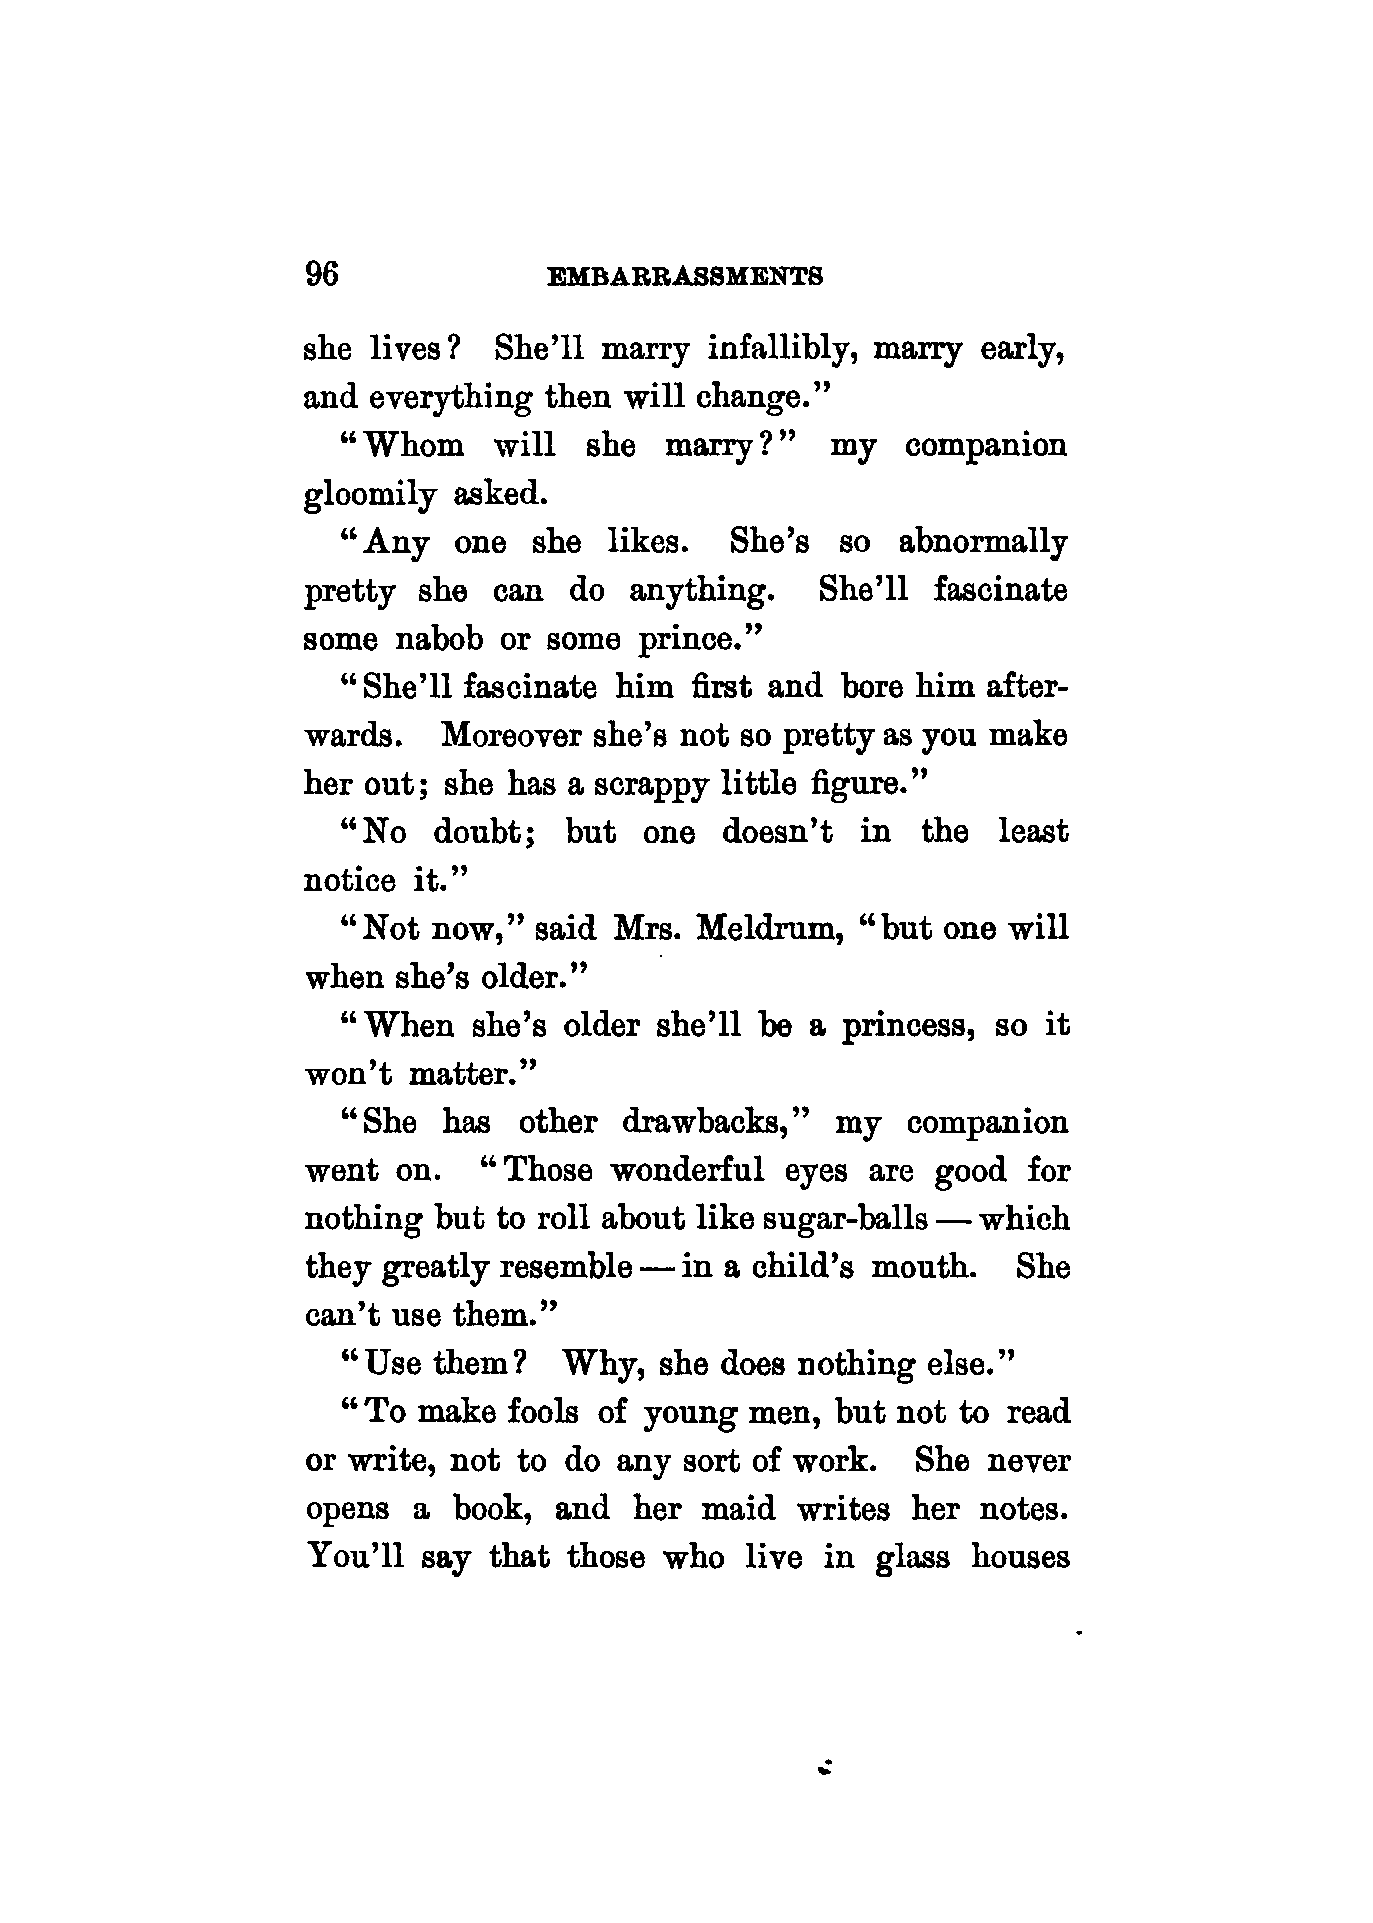 96 EMBARRASSMENTS
she lives? She'll marry infallibly, marry early,
and everything then will change."
"Whom will she marry?" my companion
gloomily asked.
"Any one she likes. She's so abnormally
pretty she can do anything. She'll fascinate
some nabob or some prince."
"She'll fascinate him first and bore him after-
wards. Moreover she's not so pretty as you make
her out; she has a scrappy little figure."
"No doubt; but one doesn't in the least
notice it."
"Not now," said Mrs. Meldrum, "but one will
when she's older."
"When she's older she'll be a princess, so it
won't matter."
"She has other drawbacks," my companion
went on. "Those wonderful eyes are good for
nothing but to roll about like sugar-balls — which
they greatly resemble — in a child's mouth. She
can't use them."
"Use them? Why, she does nothing else."
"To make fools of young men, but not to read
or write, not to do any sort of work. She never
opens a book, and her maid writes her notes.
You'll say that those who live in glass houses